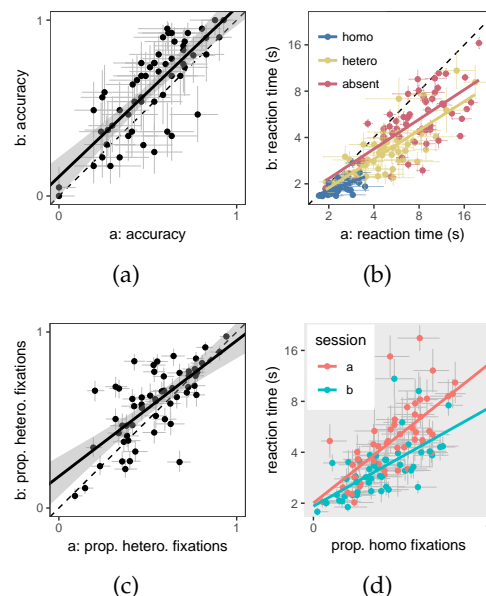 1
b: accuracy
0
0
1
a: accuracy
(a)
homo
hetero
absent
16
8
4
2
b: reaction time (s)
2
4
8
16
a: reaction time (s)
(b)
1
b: prop. hetero. fixations
0
0
1
a: prop. hetero. fixations
(c)
session
a
b
16
8
4
2
reaction time (s)
0
prop. homo fixations
(d)